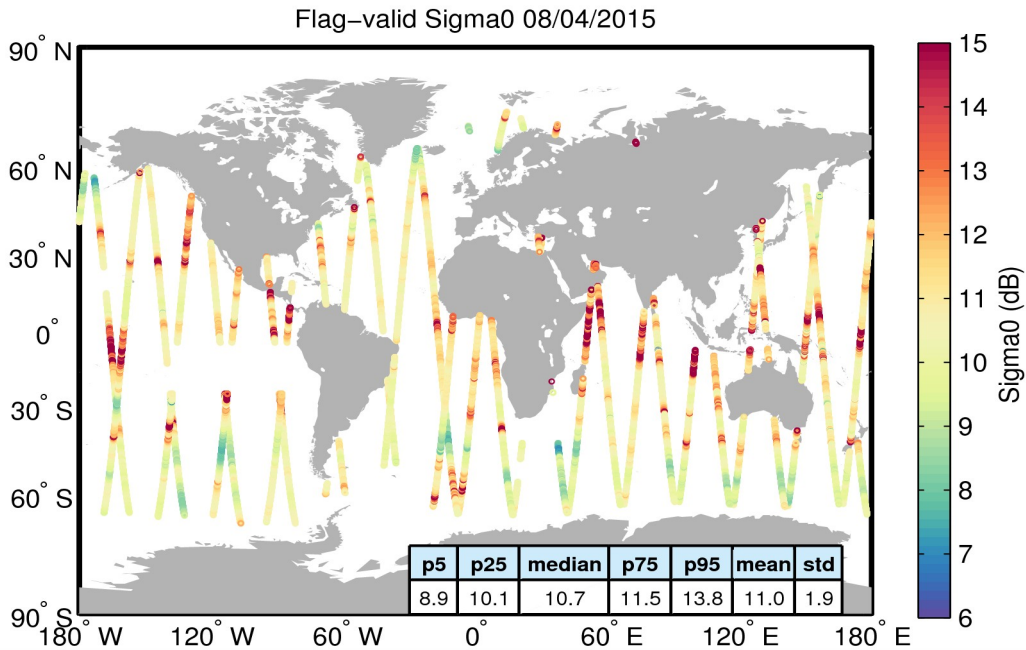 Flag−valid Sigma0 08/04/2015
90° N
60° N
30° N
0°
30° S
60° S
90° S
180° W
120° W
60° W
0°
60° E
120° E
180° E
p5 p25 median p75 p95 mean std
8.9 10.1 10.7 11.5 13.8 11.0 1.9
15
14
13
12
11
10
9
8
7
6
Sigma0 (dB)